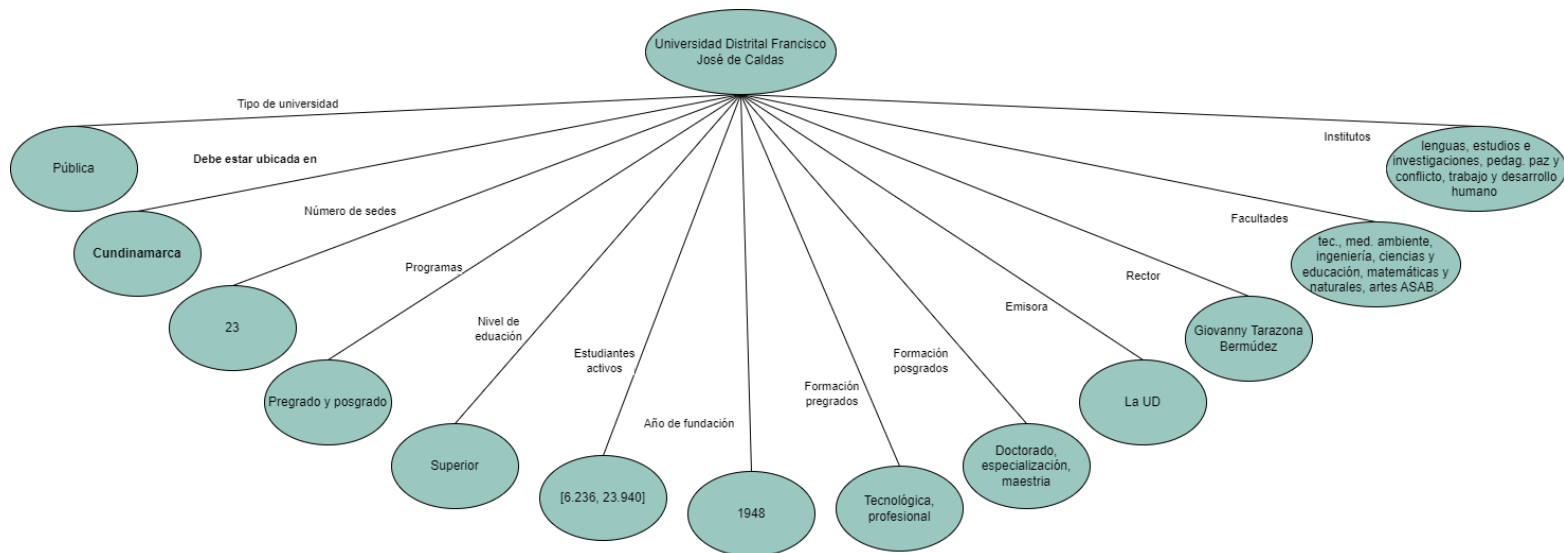 Universidad Distrital Francisco
José de Caldas
Tipo de universidad
Pública
Debe estar ubicada en
Cundinamarca
Número de sedes
23
Programas
Pregrado y posgrado
Nivel de
eduación
Superior
Estudiantes
activos
[6.236, 23.940]
Año de fundación
1948
Formación
pregrados
Tecnológica,
profesional
Formación
posgrados
Doctorado,
especialización,
maestria
Emisora
La UD
Rector
Giovanny Tarazona
Bermúdez
Facultades
tec., med. ambiente,
ingeniería, ciencias y
educación, matemáticas y
naturales, artes ASAB.
Institutos
lenguas, estudios e
investigaciones, pedag. paz y
conflicto, trabajo y desarrollo
humano